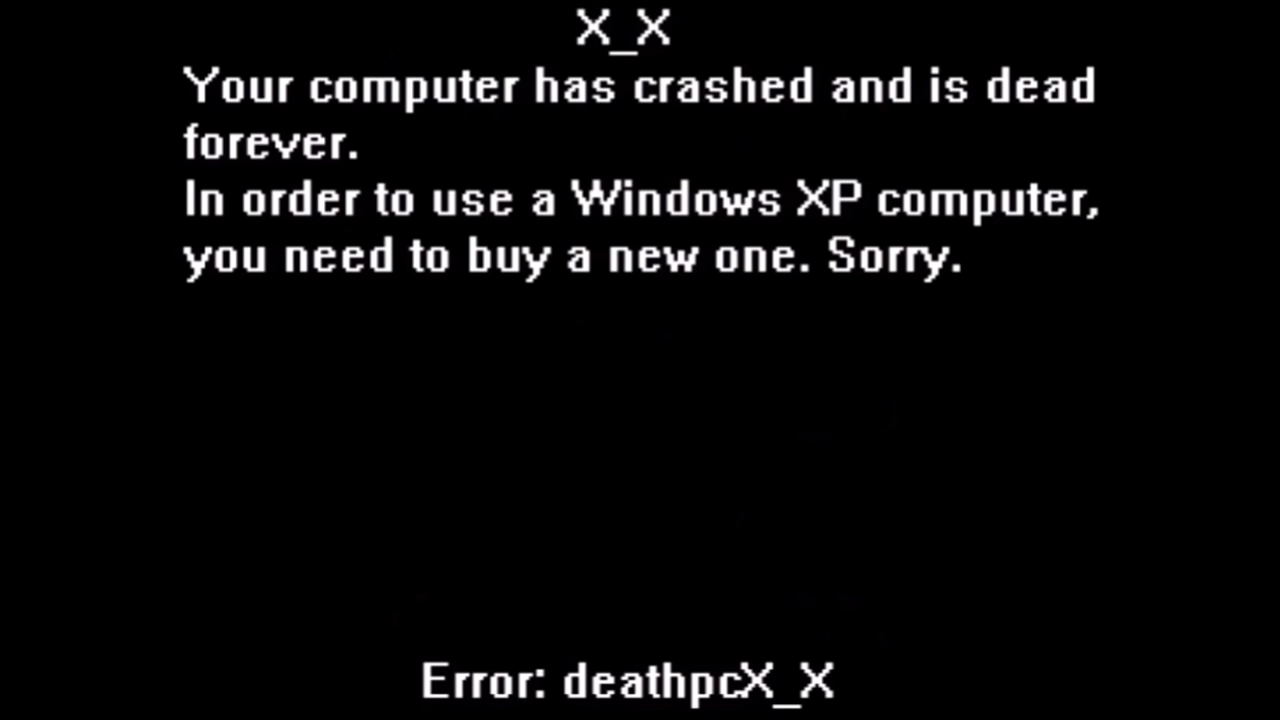 X_X
Your computer has crashed and is dead
forever.
In order to use a Windows XP computer,
you need to buy a new one. Sorry.
Error: deathpcX_X